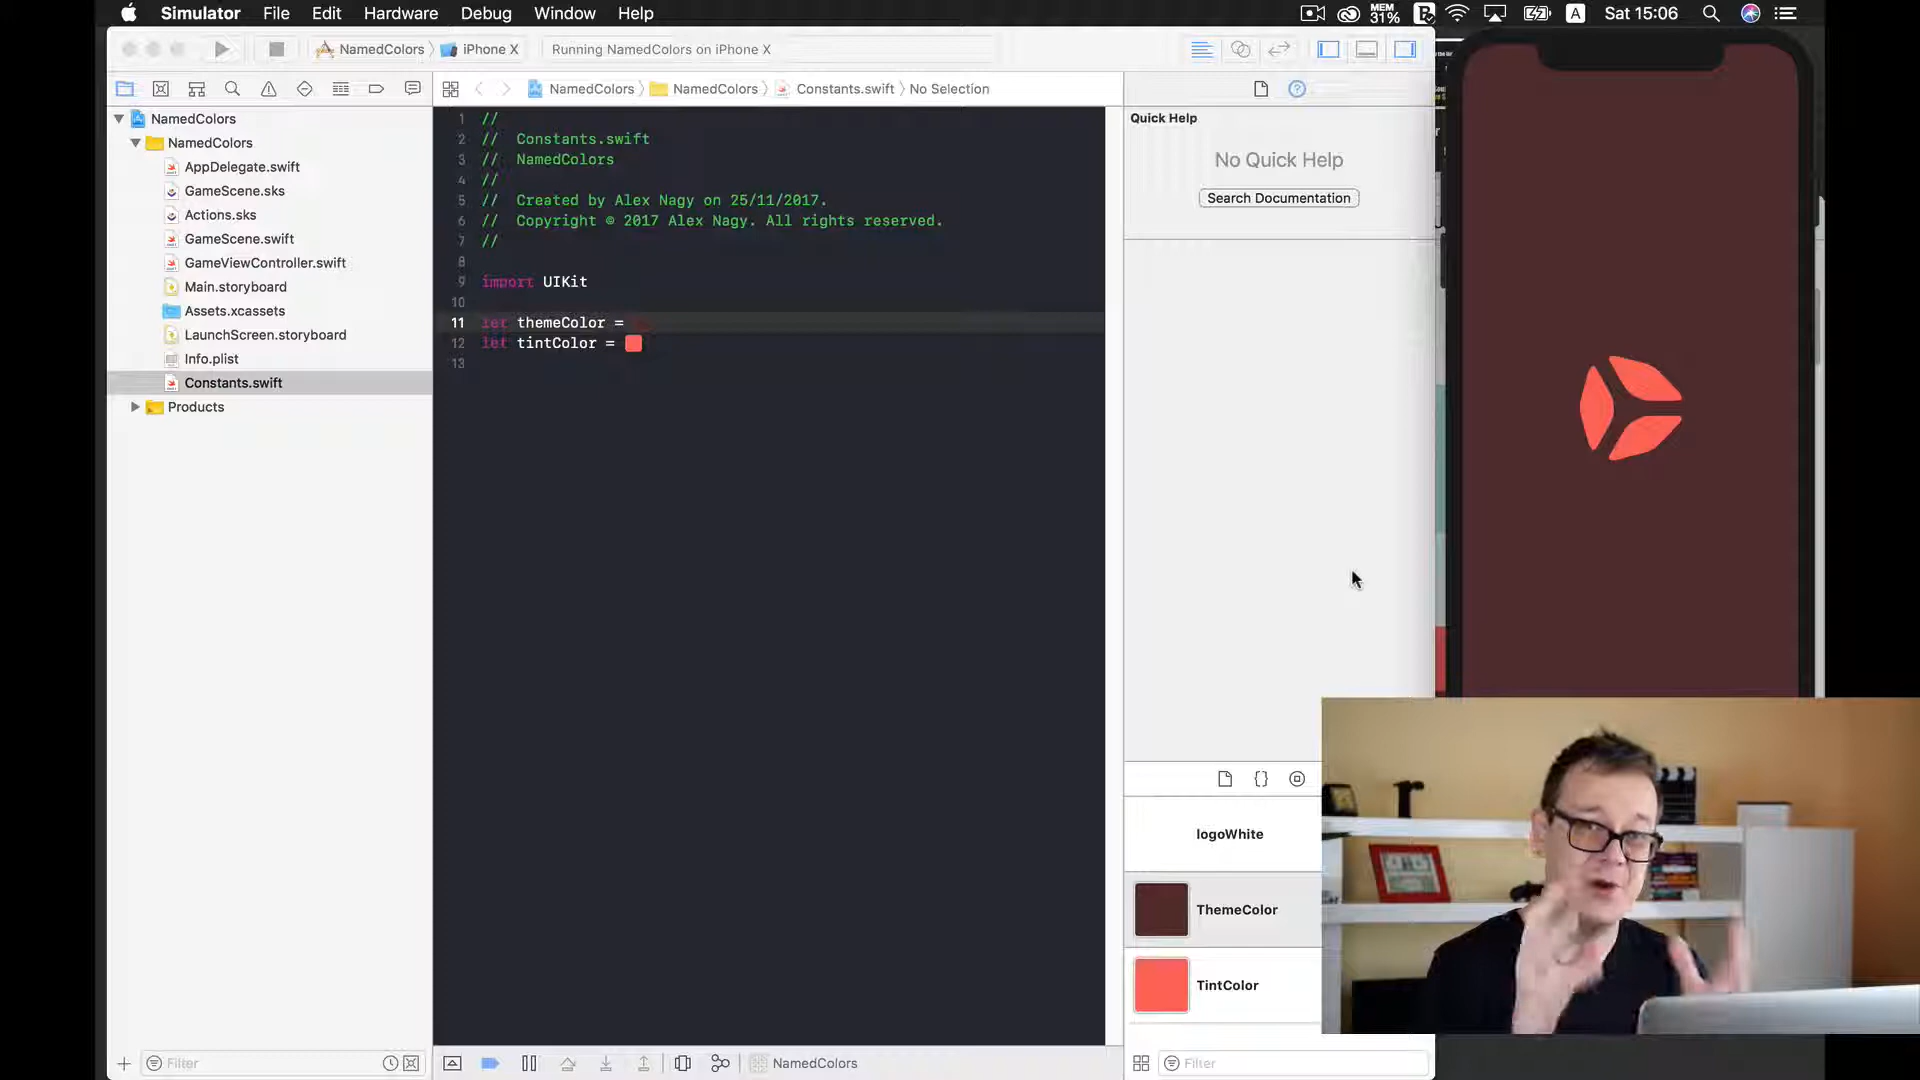 Simulator File Edit Hardware Debug Window Help MEM 31% A Sat 15:06
NamedColors iPhone X Running NamedColors on iPhone X
NamedColors NamedColors Constants.swift No Selection
NamedColors
NamedColors
AppDelegate.swift
GameScene.sks
Actions.sks
GameScene.swift
GameViewController.swift
Main.storyboard
Assets.xcassets
LaunchScreen.storyboard
Info.plist
Constants.swift
Products
Filter
1 //
2 // Constants.swift
3 // NamedColors
4 //
5 // Created by Alex Nagy on 25/11/2017.
6 // Copyright © 2017 Alex Nagy. All rights reserved.
7 //
8
9 import UIKit
10
11 let themeColor =
12 let tintColor =
13
NamedColors
Quick Help
No Quick Help
Search Documentation
{}
logoWhite
ThemeColor
TintColor
Filter